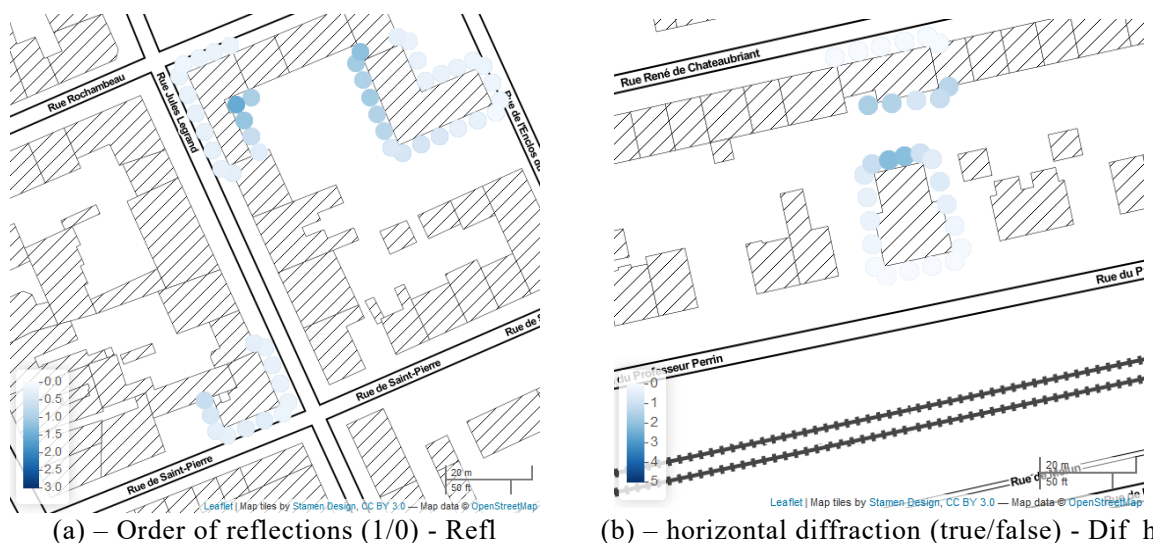 Rue Rochambeau
Rue Jules Legrand
Rue de l'Enclos du
Rue de Saint-Pierre
Rue de S
Rue de Saint-Pierre
0.0
0.5
1.0
1.5
2.0
2.5
3.0
20 m
50 ft
Leaflet | Map tiles by Stamen Design, CC BY 3.0 — Map data © OpenStreetMap
(a) – Order of reflections (1/0) - Refl
Rue René de Chateaubriant
Rue du P
du Professeur Perrin
0
1
2
3
4
5
20 m
50 ft
Leaflet | Map tiles by Stamen Design, CC BY 3.0 — Map data © OpenStreetMap
(b) – horizontal diffraction (true/false) - Dif_h